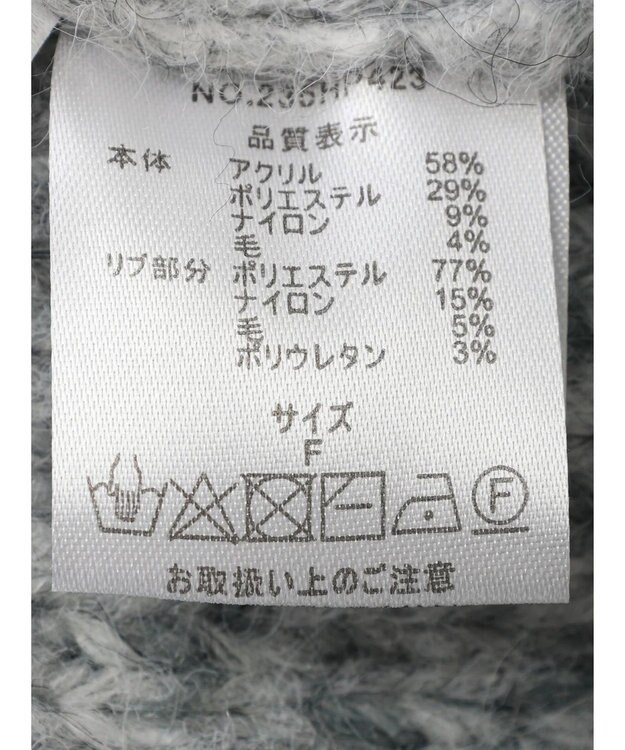 NO.236HP423
品質表示
本体 アクリル 58%
ポリエステル 29%
ナイロン 9%
毛 4%
リブ部分 ポリエステル 77%
ナイロン 15%
毛 5%
ポリウレタン 3%
サイズ
F
F
お取扱い上のご注意